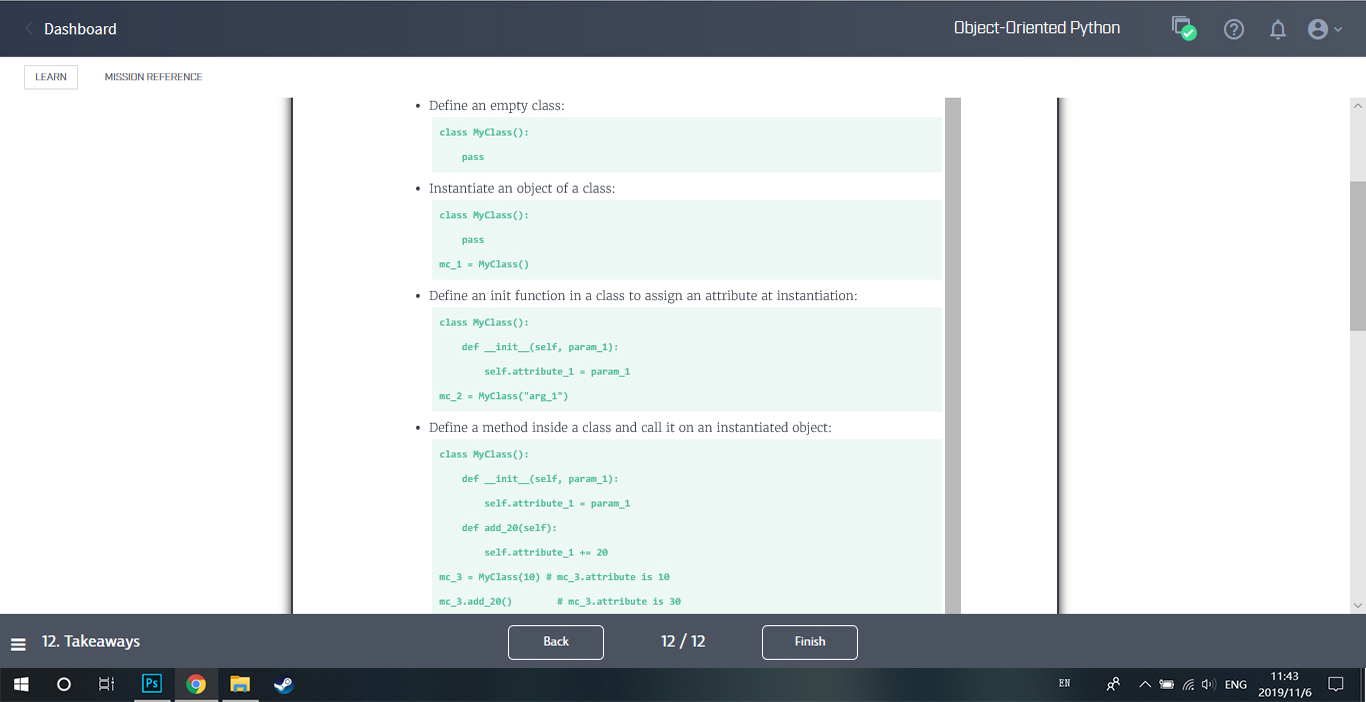 Dashboard
Object-Oriented Python
LEARN
MISSION REFERENCE
• Define an empty class:
class MyClass():
    pass
• Instantiate an object of a class:
class MyClass():
    pass
mc_1 = MyClass()
• Define an init function in a class to assign an attribute at instantiation:
class MyClass():
    def __init__(self, param_1):
        self.attribute_1 = param_1
mc_2 = MyClass("arg_1")
• Define a method inside a class and call it on an instantiated object:
class MyClass():
    def __init__(self, param_1):
        self.attribute_1 = param_1
    def add_20(self):
        self.attribute_1 += 20
mc_3 = MyClass(10) # mc_3.attribute is 10
mc_3.add_20()        # mc_3.attribute is 30
12. Takeaways
Back
12 / 12
Finish
Ps
EN
ENG
11:43
2019/11/6